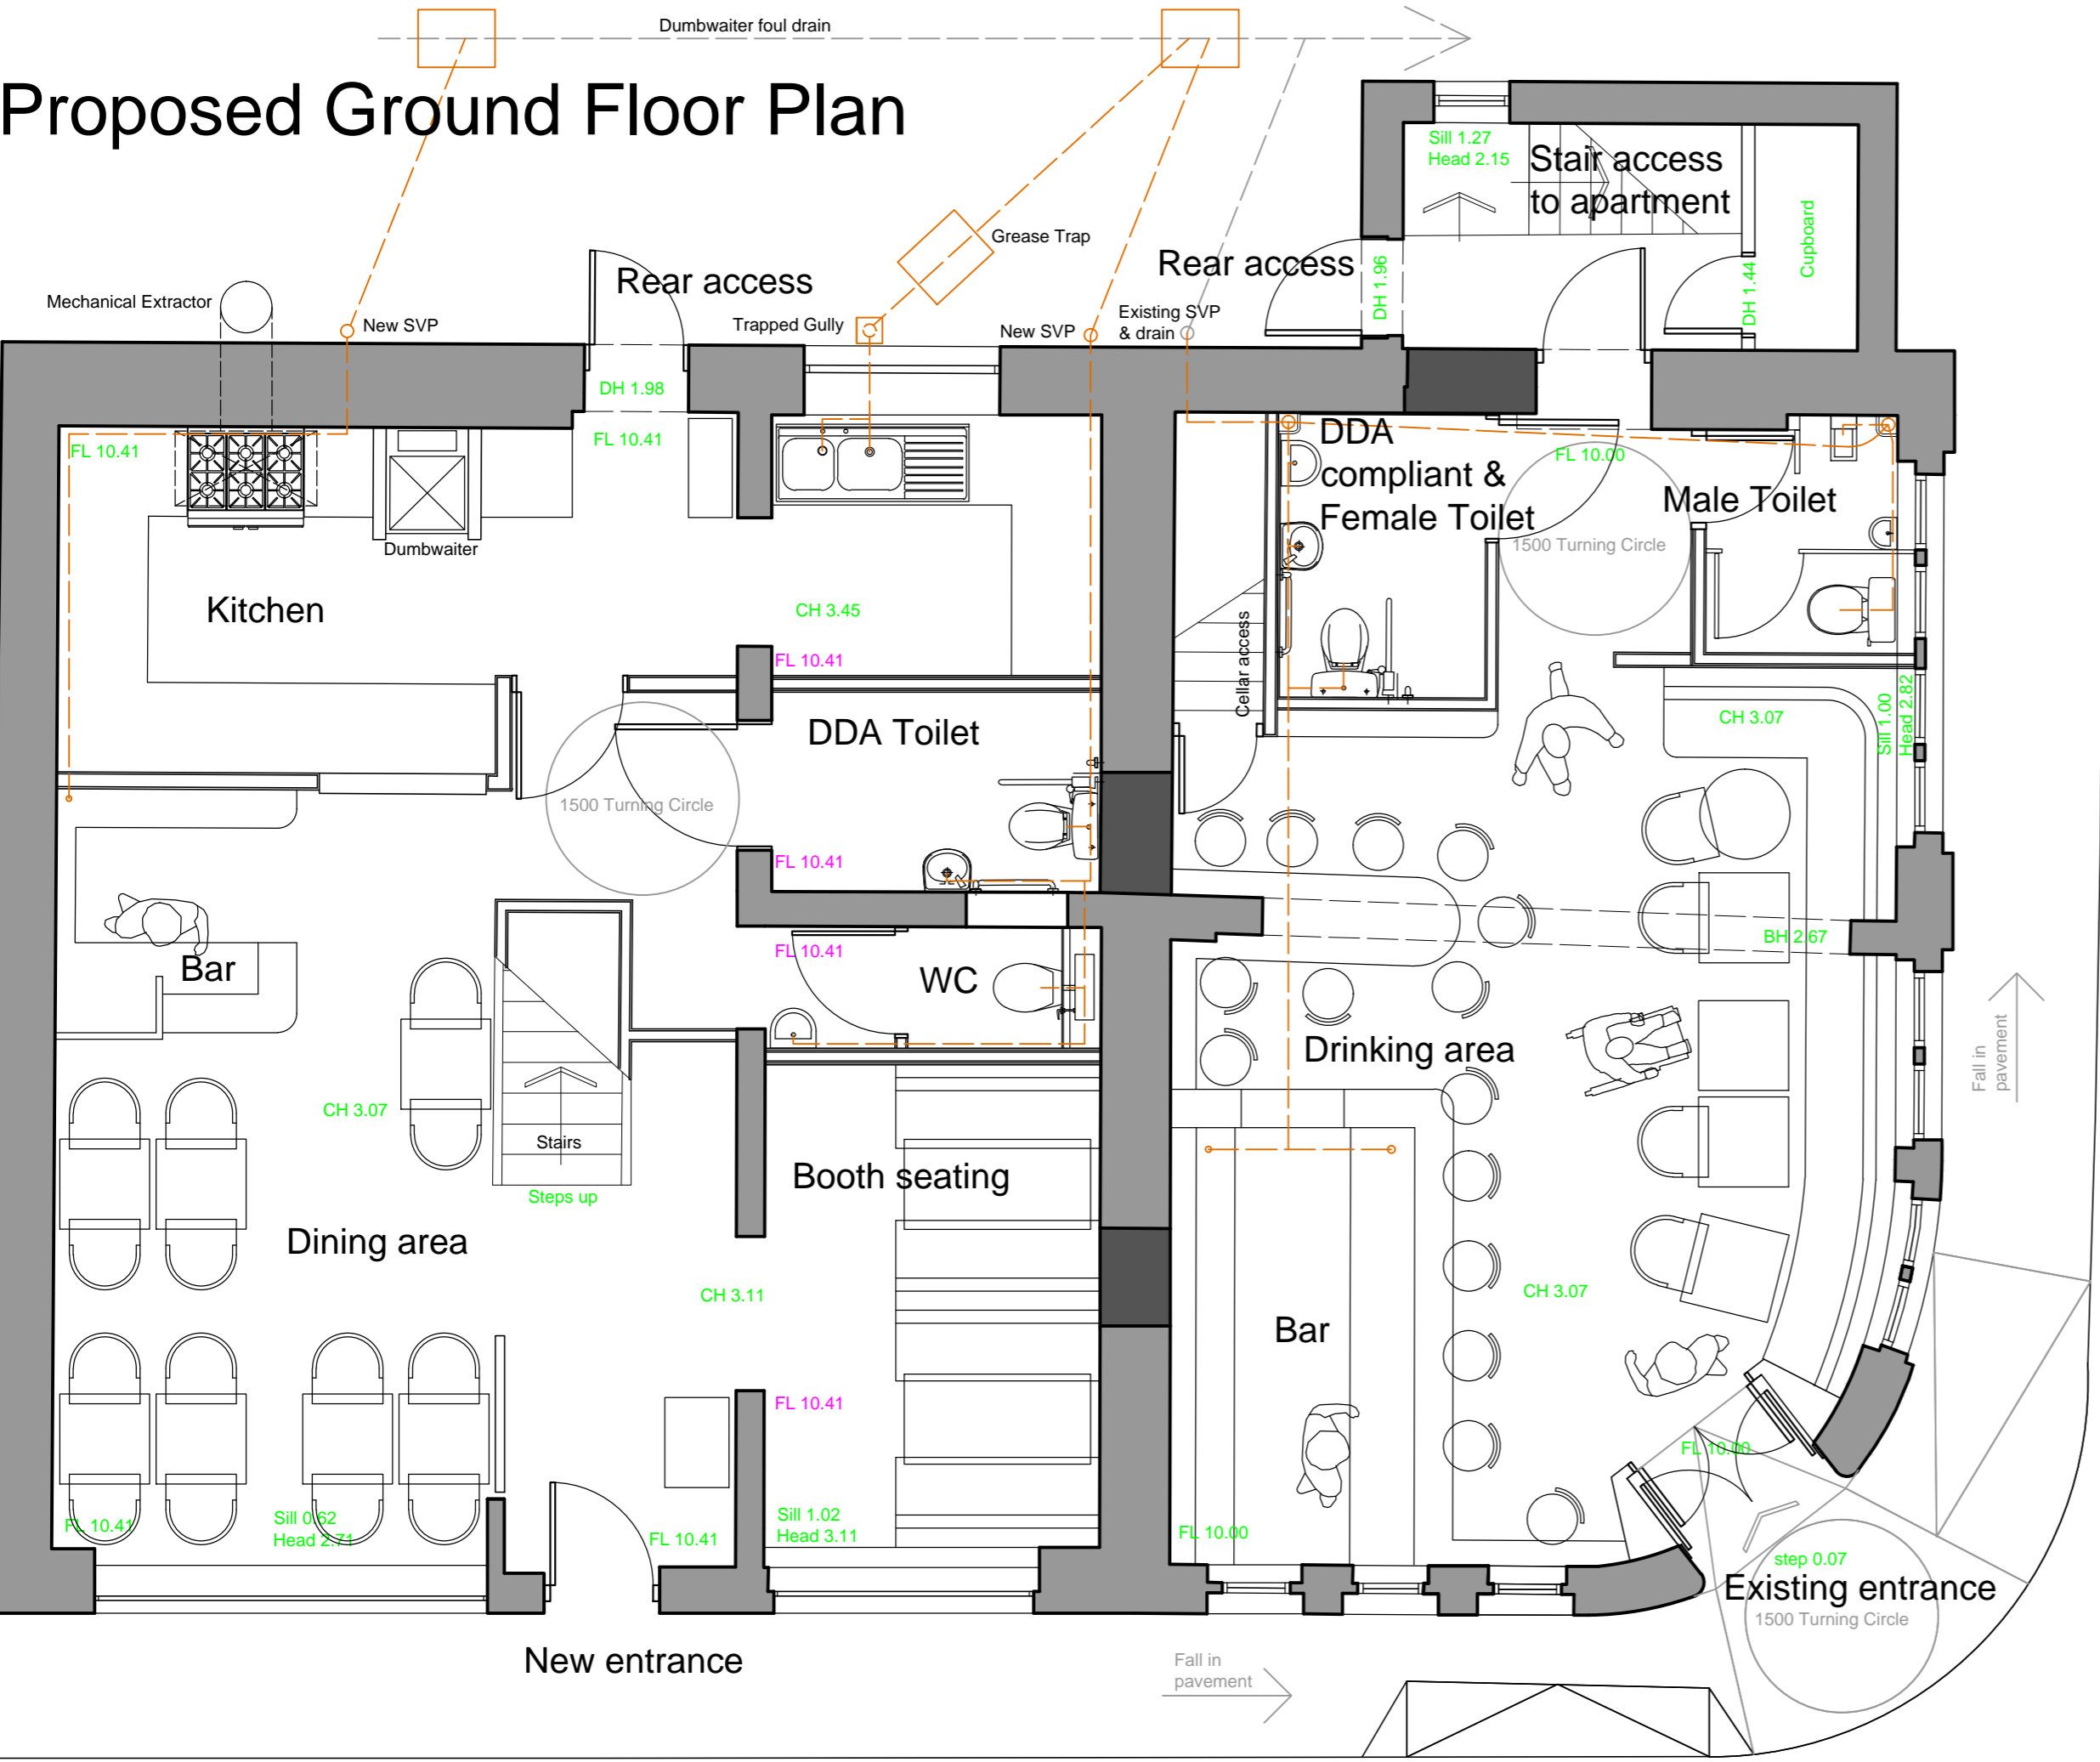 Dumbwaiter foul drain
Proposed Ground Floor Plan
Sill 1.27
Head 2.15
Stair access
to apartment
Cupboard
Grease Trap
Rear access
Rear access
DH 1.96
DH 1.44
Mechanical Extractor
New SVP
Trapped Gully
New SVP
Existing SVP
& drain
DH 1.98
FL 10.41
FL 10.41
DDA
compliant &
Female Toilet
FL 10.00
Male Toilet
1500 Turning Circle
Dumbwaiter
Kitchen
CH 3.45
FL 10.41
Cellar access
DDA Toilet
CH 3.07
Sill 1.00
Head 2.82
1500 Turning Circle
FL 10.41
FL 10.41
BH 2.67
Bar
WC
Drinking area
Fall in
pavement
CH 3.07
Stairs
Steps up
Booth seating
Dining area
CH 3.11
CH 3.07
Bar
FL 10.41
FL 10.00
FL 10.41
Sill 0.62
Head 2.71
FL 10.41
Sill 1.02
Head 3.11
FL 10.00
step 0.07
Existing entrance
1500 Turning Circle
New entrance
Fall in
pavement